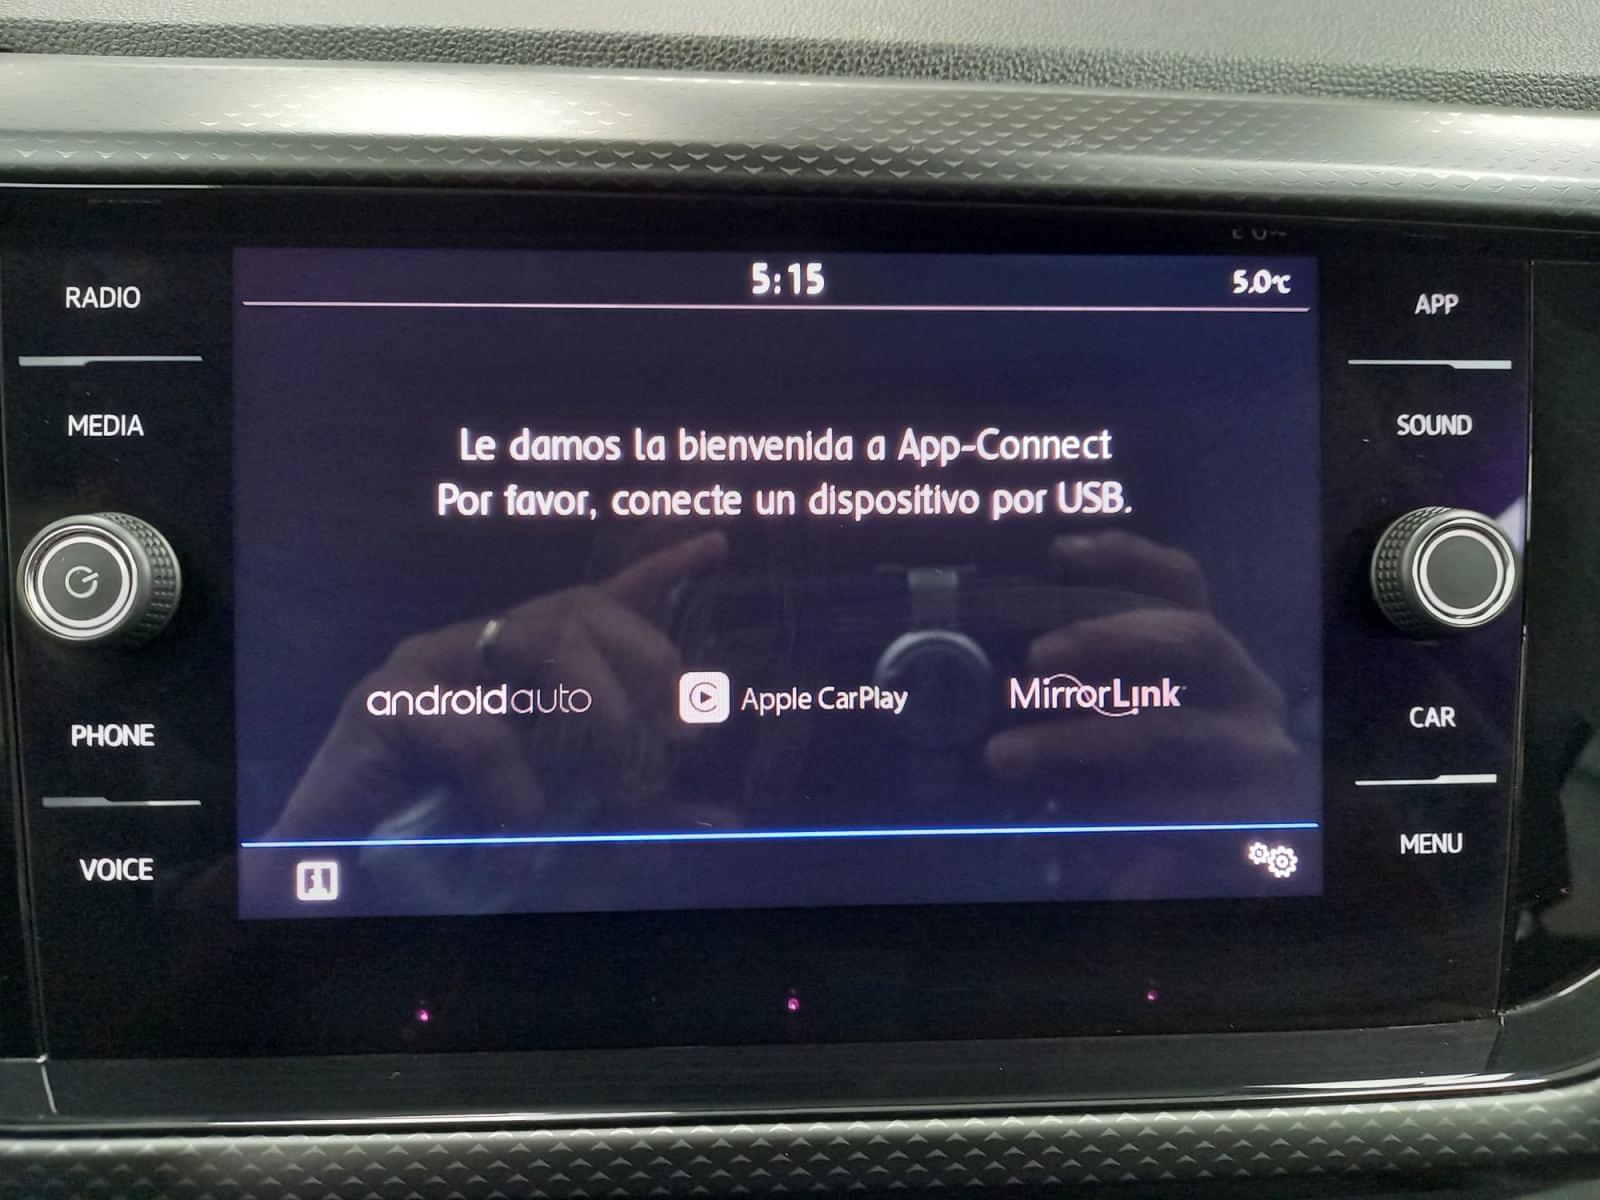 RADIO
MEDIA
PHONE
VOICE
5:15
5.0°C
Le damos la bienvenida a App-Connect
Por favor, conecte un dispositivo por USB.
androidauto
Apple CarPlay
MirrorLink
APP
SOUND
CAR
MENU